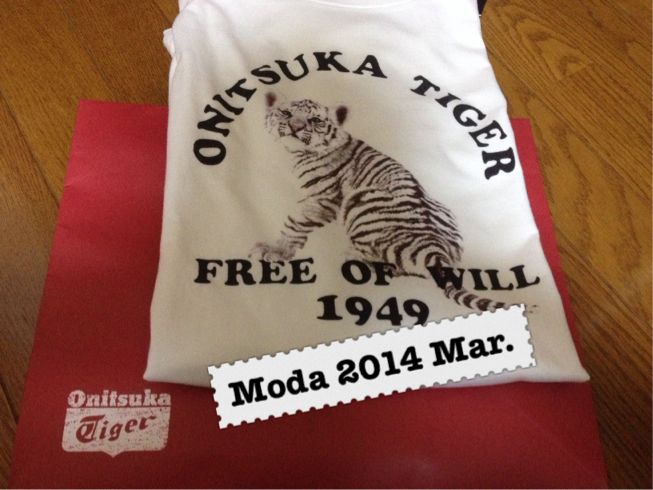 ONITSUKA TIGER
FREE OF WILL
1949
Moda 2014 Mar.
Onitsuka
Tiger